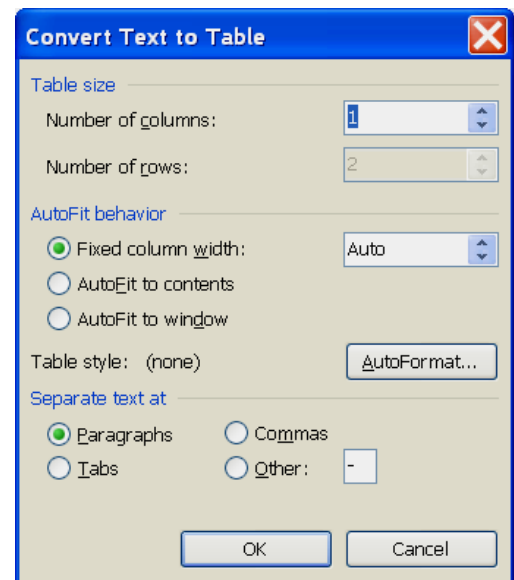 Convert Text to Table
Table size
Number of columns: 1
Number of rows: 2
AutoFit behavior
Fixed column width: Auto
AutoFit to contents
AutoFit to window
Table style: (none) AutoFormat...
Separate text at
Paragraphs Commas
Tabs Other: -
OK Cancel